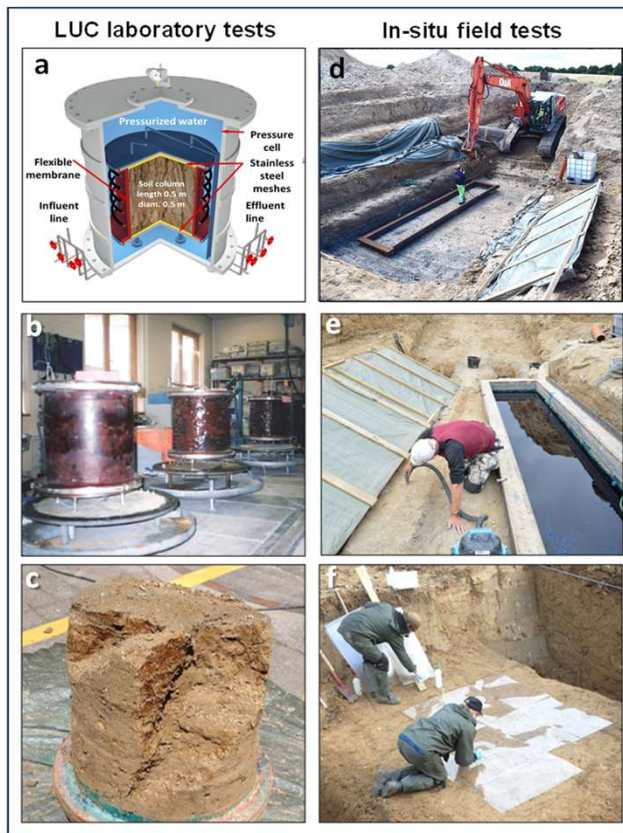 LUC laboratory tests
In-situ field tests
a
Pressurized water
Pressure
cell
Flexible
membrane
Stainless
steel
meshes
Soil column
length 0.5 m
diam. 0.5 m
Influent
line
Effluent
line
b
c
d
O&K
e
f